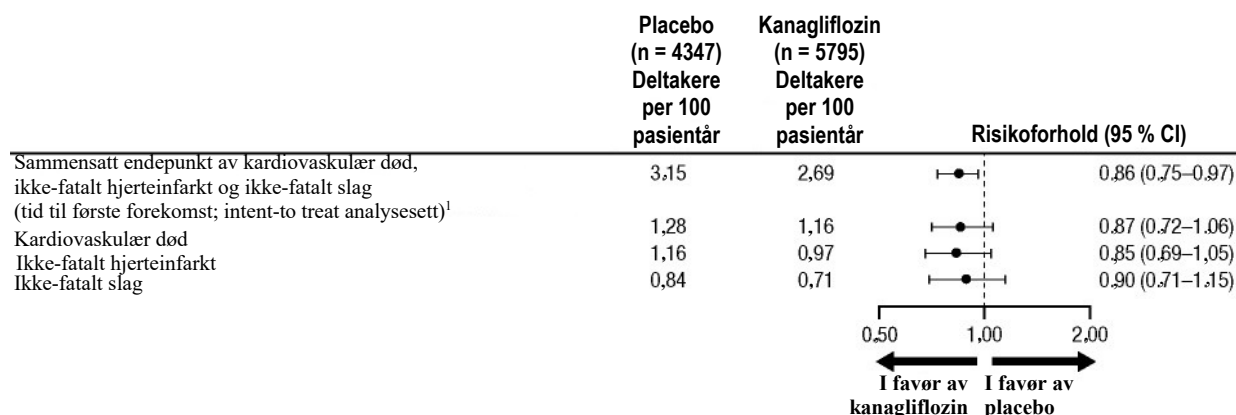 Placebo Kanagliflozin
(n = 4347) (n = 5795)
Deltakere Deltakere
per 100 per 100
pasientår pasientår Risikoforhold (95 % CI)
Sammensatt endepunkt av kardiovaskulær død,
ikke-fatalt hjerteinfarkt og ikke-fatalt slag 3,15 2,69 0,86 (0,75–0,97)
(tid til første forekomst; intent-to treat analysesett)¹
Kardiovaskulær død 1,28 1,16 0,87 (0,72–1,06)
Ikke-fatalt hjerteinfarkt 1,16 0,97 0,85 (0,69–1,05)
Ikke-fatalt slag 0,84 0,71 0,90 (0,71–1,15)
0,50 1,00 2,00
I favør av I favør av
kanagliflozin placebo